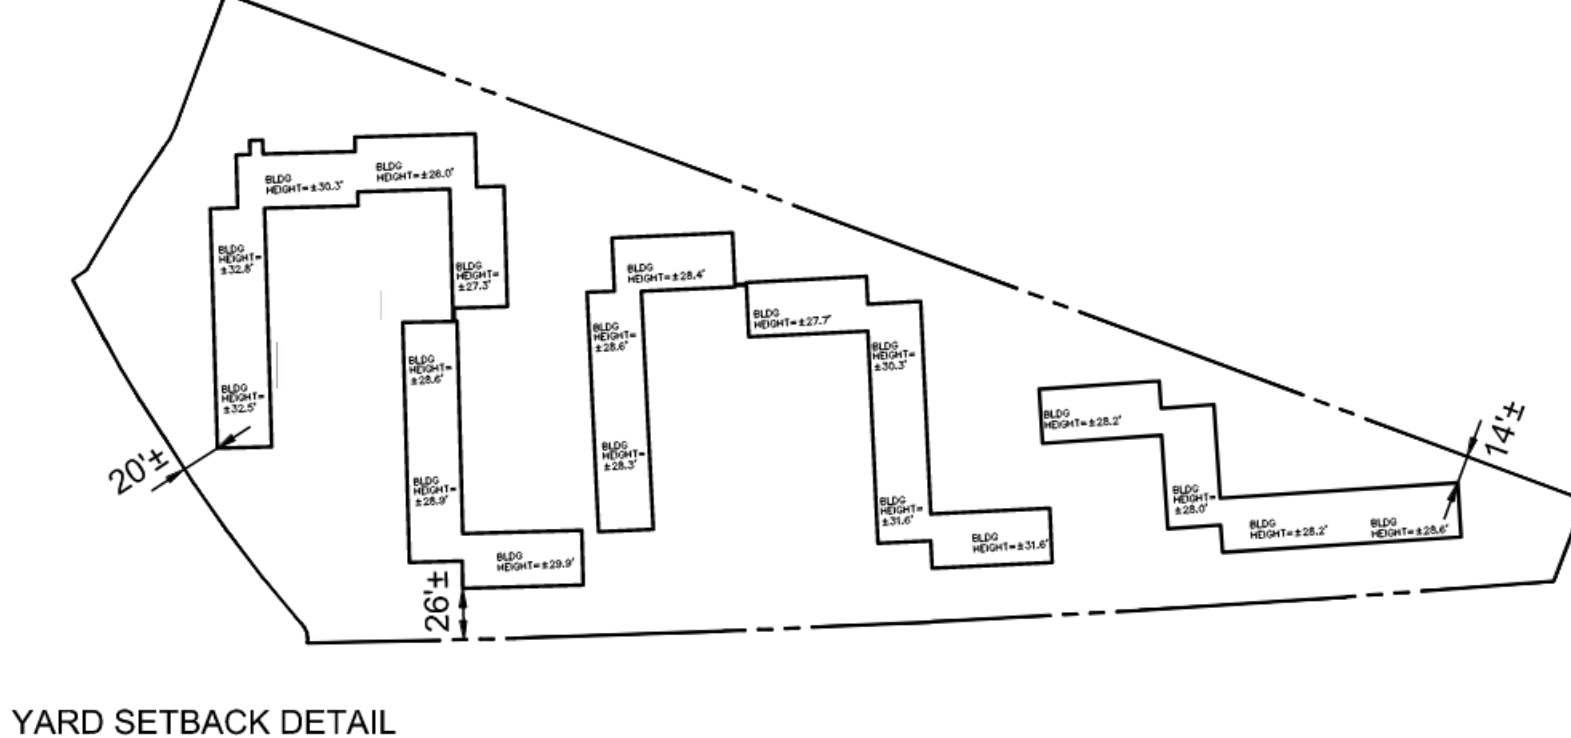 BLDG
HEIGHT=±30.3'
BLDG
HEIGHT=±26.0'
BLDG
HEIGHT=
±32.8'
BLDG
HEIGHT=
±27.3'
BLDG
HEIGHT=
±32.5'
20'±
BLDG
HEIGHT=
±28.6'
BLDG
HEIGHT=
±28.9'
BLDG
HEIGHT=±29.9'
26'±
BLDG
HEIGHT=±28.4'
BLDG
HEIGHT=
±28.6'
BLDG
HEIGHT=
±28.3'
BLDG
HEIGHT=±27.7'
BLDG
HEIGHT=
±30.3'
BLDG
HEIGHT=
±31.6'
BLDG
HEIGHT=±31.6'
BLDG
HEIGHT=±28.2'
BLDG
HEIGHT=
±28.0'
BLDG
HEIGHT=±28.2'
BLDG
HEIGHT=±28.6'
14'±
YARD SETBACK DETAIL